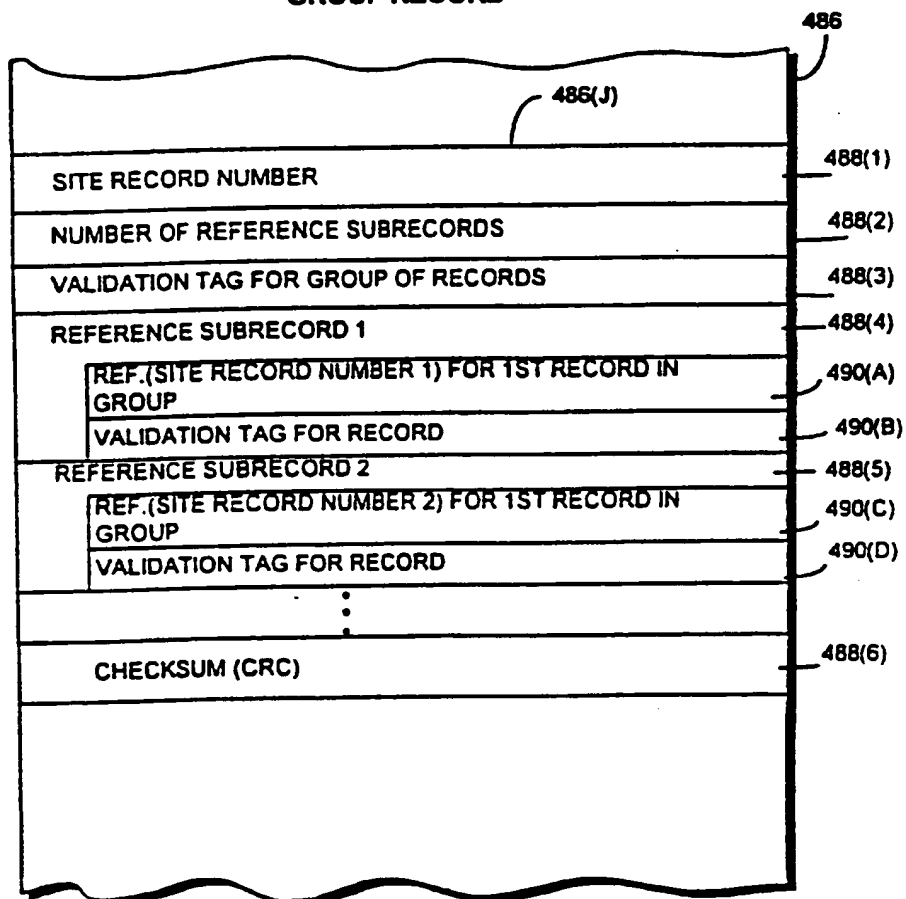 GROUP RECORD
486
486(J)
SITE RECORD NUMBER 488(1)
NUMBER OF REFERENCE SUBRECORDS 488(2)
VALIDATION TAG FOR GROUP OF RECORDS 488(3)
REFERENCE SUBRECORD 1 488(4)
REF.(SITE RECORD NUMBER 1) FOR 1ST RECORD IN 490(A)
GROUP
VALIDATION TAG FOR RECORD 490(B)
REFERENCE SUBRECORD 2 488(5)
REF.(SITE RECORD NUMBER 2) FOR 1ST RECORD IN 490(C)
GROUP
VALIDATION TAG FOR RECORD 490(D)
CHECKSUM (CRC) 488(6)